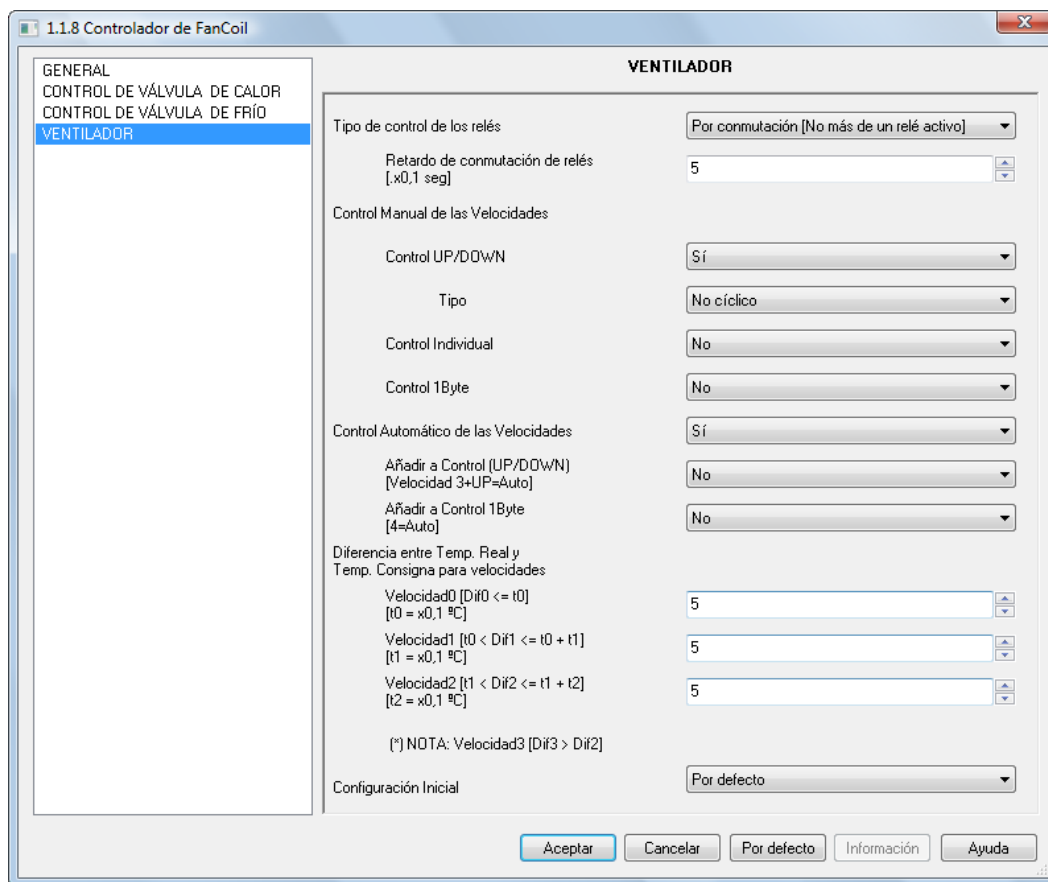 1.1.8 Controlador de FanCoil
GENERAL
CONTROL DE VÁLVULA DE CALOR
CONTROL DE VÁLVULA DE FRÍO
VENTILADOR
VENTILADOR
Tipo de control de los relés
Por conmutación [No más de un relé activo]
Retardo de conmutación de relés
[.x0,1 seg]
5
Control Manual de las Velocidades
Control UP/DOWN
Sí
Tipo
No cíclico
Control Individual
No
Control 1Byte
No
Control Automático de las Velocidades
Sí
Añadir a Control (UP/DOWN)
[Velocidad 3+UP=Auto]
No
Añadir a Control 1Byte
[4=Auto]
No
Diferencia entre Temp. Real y
Temp. Consigna para velocidades
Velocidad0 [Dif0 <= t0]
[t0 = x0,1 ºC]
5
Velocidad1 [t0 < Dif1 <= t0 + t1]
[t1 = x0,1 ºC]
5
Velocidad2 [t1 < Dif2 <= t1 + t2]
[t2 = x0,1 ºC]
5
(*) NOTA: Velocidad3 [Dif3 > Dif2]
Configuración Inicial
Por defecto
Aceptar
Cancelar
Por defecto
Información
Ayuda